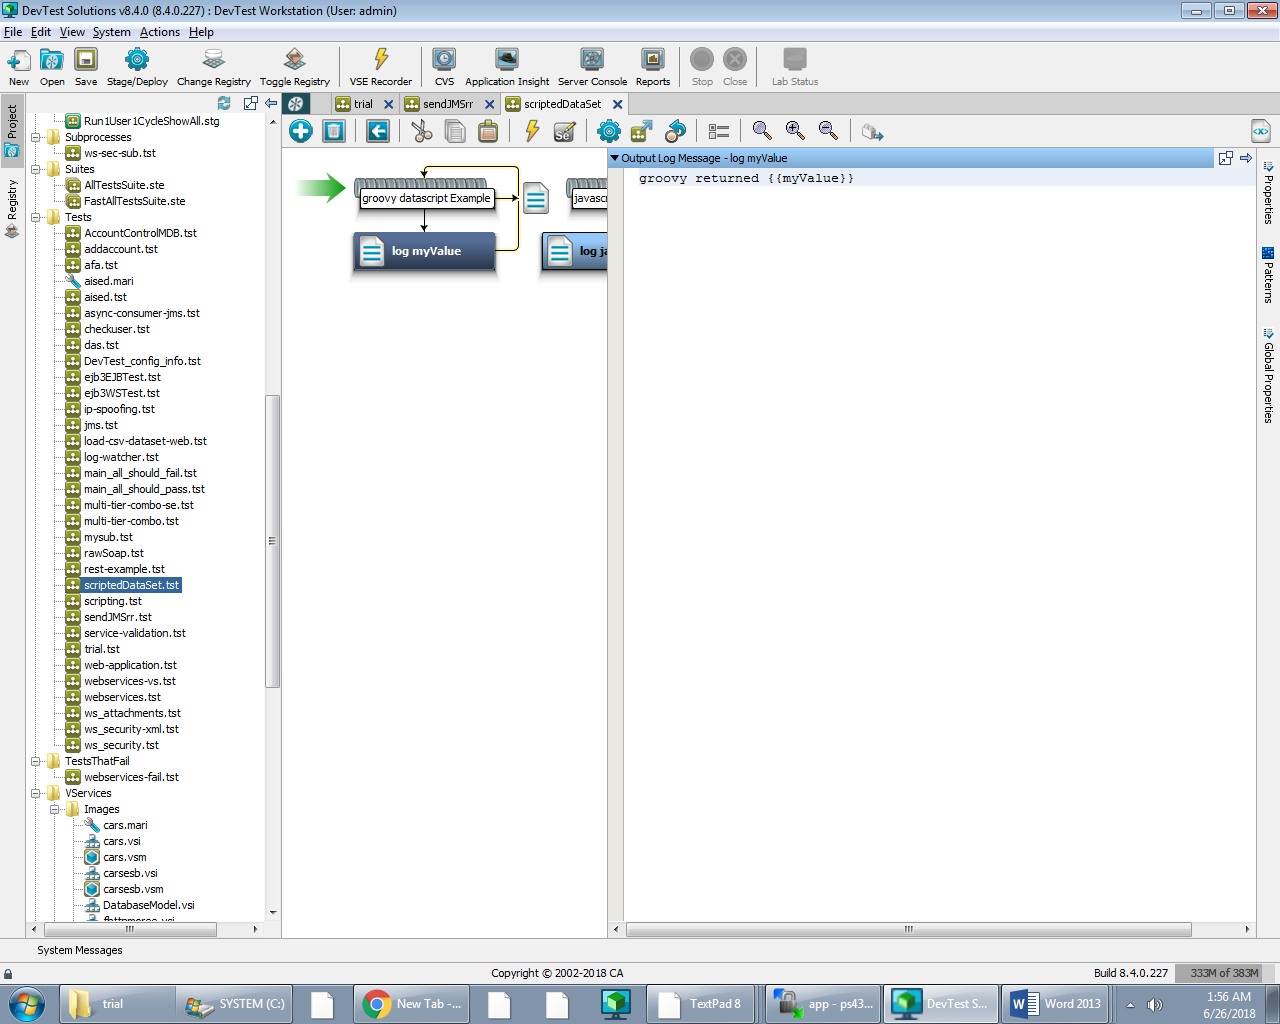 DevTest Solutions v8.4.0 (8.4.0.227) : DevTest Workstation (User: admin)
File Edit View System Actions Help
New Open Save Stage/Deploy Change Registry Toggle Registry VSE Recorder CVS Application Insight Server Console Reports Stop Close Lab Status
Project
Registry
Run1User1CycleShowAll.stg
Subprocesses
ws-sec-sub.tst
Suites
AllTestsSuite.ste
FastAllTestsSuite.ste
Tests
AccountControlMDB.tst
addaccount.tst
afa.tst
aised.mari
aised.tst
async-consumer-jms.tst
checkuser.tst
das.tst
DevTest_config_info.tst
ejb3EJBTest.tst
ejb3WSTest.tst
ip-spoofing.tst
jms.tst
load-csv-dataset-web.tst
log-watcher.tst
main_all_should_fail.tst
main_all_should_pass.tst
multi-tier-combo-se.tst
multi-tier-combo.tst
mysub.tst
rawSoap.tst
rest-example.tst
scriptedDataSet.tst
scripting.tst
sendJMSrr.tst
service-validation.tst
trial.tst
web-application.tst
webservices-vs.tst
webservices.tst
ws_attachments.tst
ws_security-xml.tst
ws_security.tst
TestsThatFail
webservices-fail.tst
VServices
Images
cars.mari
cars.vsi
cars.vsm
carsesb.vsi
carsesb.vsm
DatabaseModel.vsi
trial sendJMSrr scriptedDataSet
Se
groovy datascript Example
javascr
log myValue
log ja
Output Log Message - log myValue
groovy returned {{myValue}}
Properties
Patterns
Global Properties
System Messages
Copyright © 2002-2018 CA
Build 8.4.0.227
333M of 383M
trial
SYSTEM (C:)
New Tab -...
TextPad 8
app - ps43...
DevTest S...
Word 2013
1:56 AM
6/26/2018